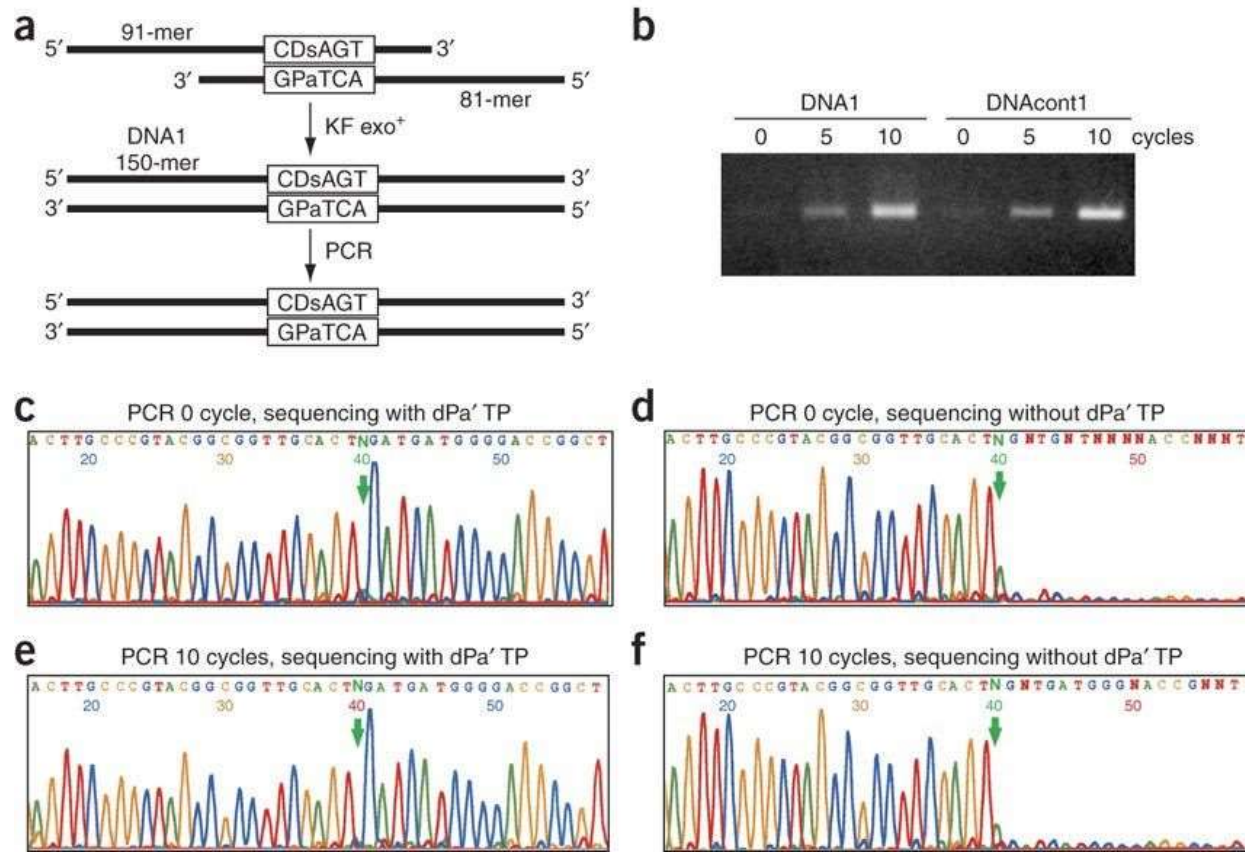 a
91-mer
5′ CDsAGT 3′
3′ GPaTCA 5′
81-mer
KF exo+
DNA1
150-mer
5′ CDsAGT 3′
3′ GPaTCA 5′
PCR
5′ CDsAGT 3′
3′ GPaTCA 5′
b
DNA1 DNAcont1
0 5 10 0 5 10 cycles
c
PCR 0 cycle, sequencing with dPa′ TP
ACTTGCCCGTACGGCGGTTGCACTNGATGATGGGGACCGGCT
20 30 40 50
d
PCR 0 cycle, sequencing without dPa′ TP
ACTTGCCCGTACGGCGGTTGCACTNGNTGNTNNNNACCNNNT
20 30 40 50
e
PCR 10 cycles, sequencing with dPa′ TP
ACTTGCCCGTACGGCGGTTGCACTNGATGATGGGGACCGGCT
20 30 40 50
f
PCR 10 cycles, sequencing without dPa′ TP
ACTTGCCCGTACGGCGGTTGCACTNGNTGATGGGNACCGNNT
20 30 40 50